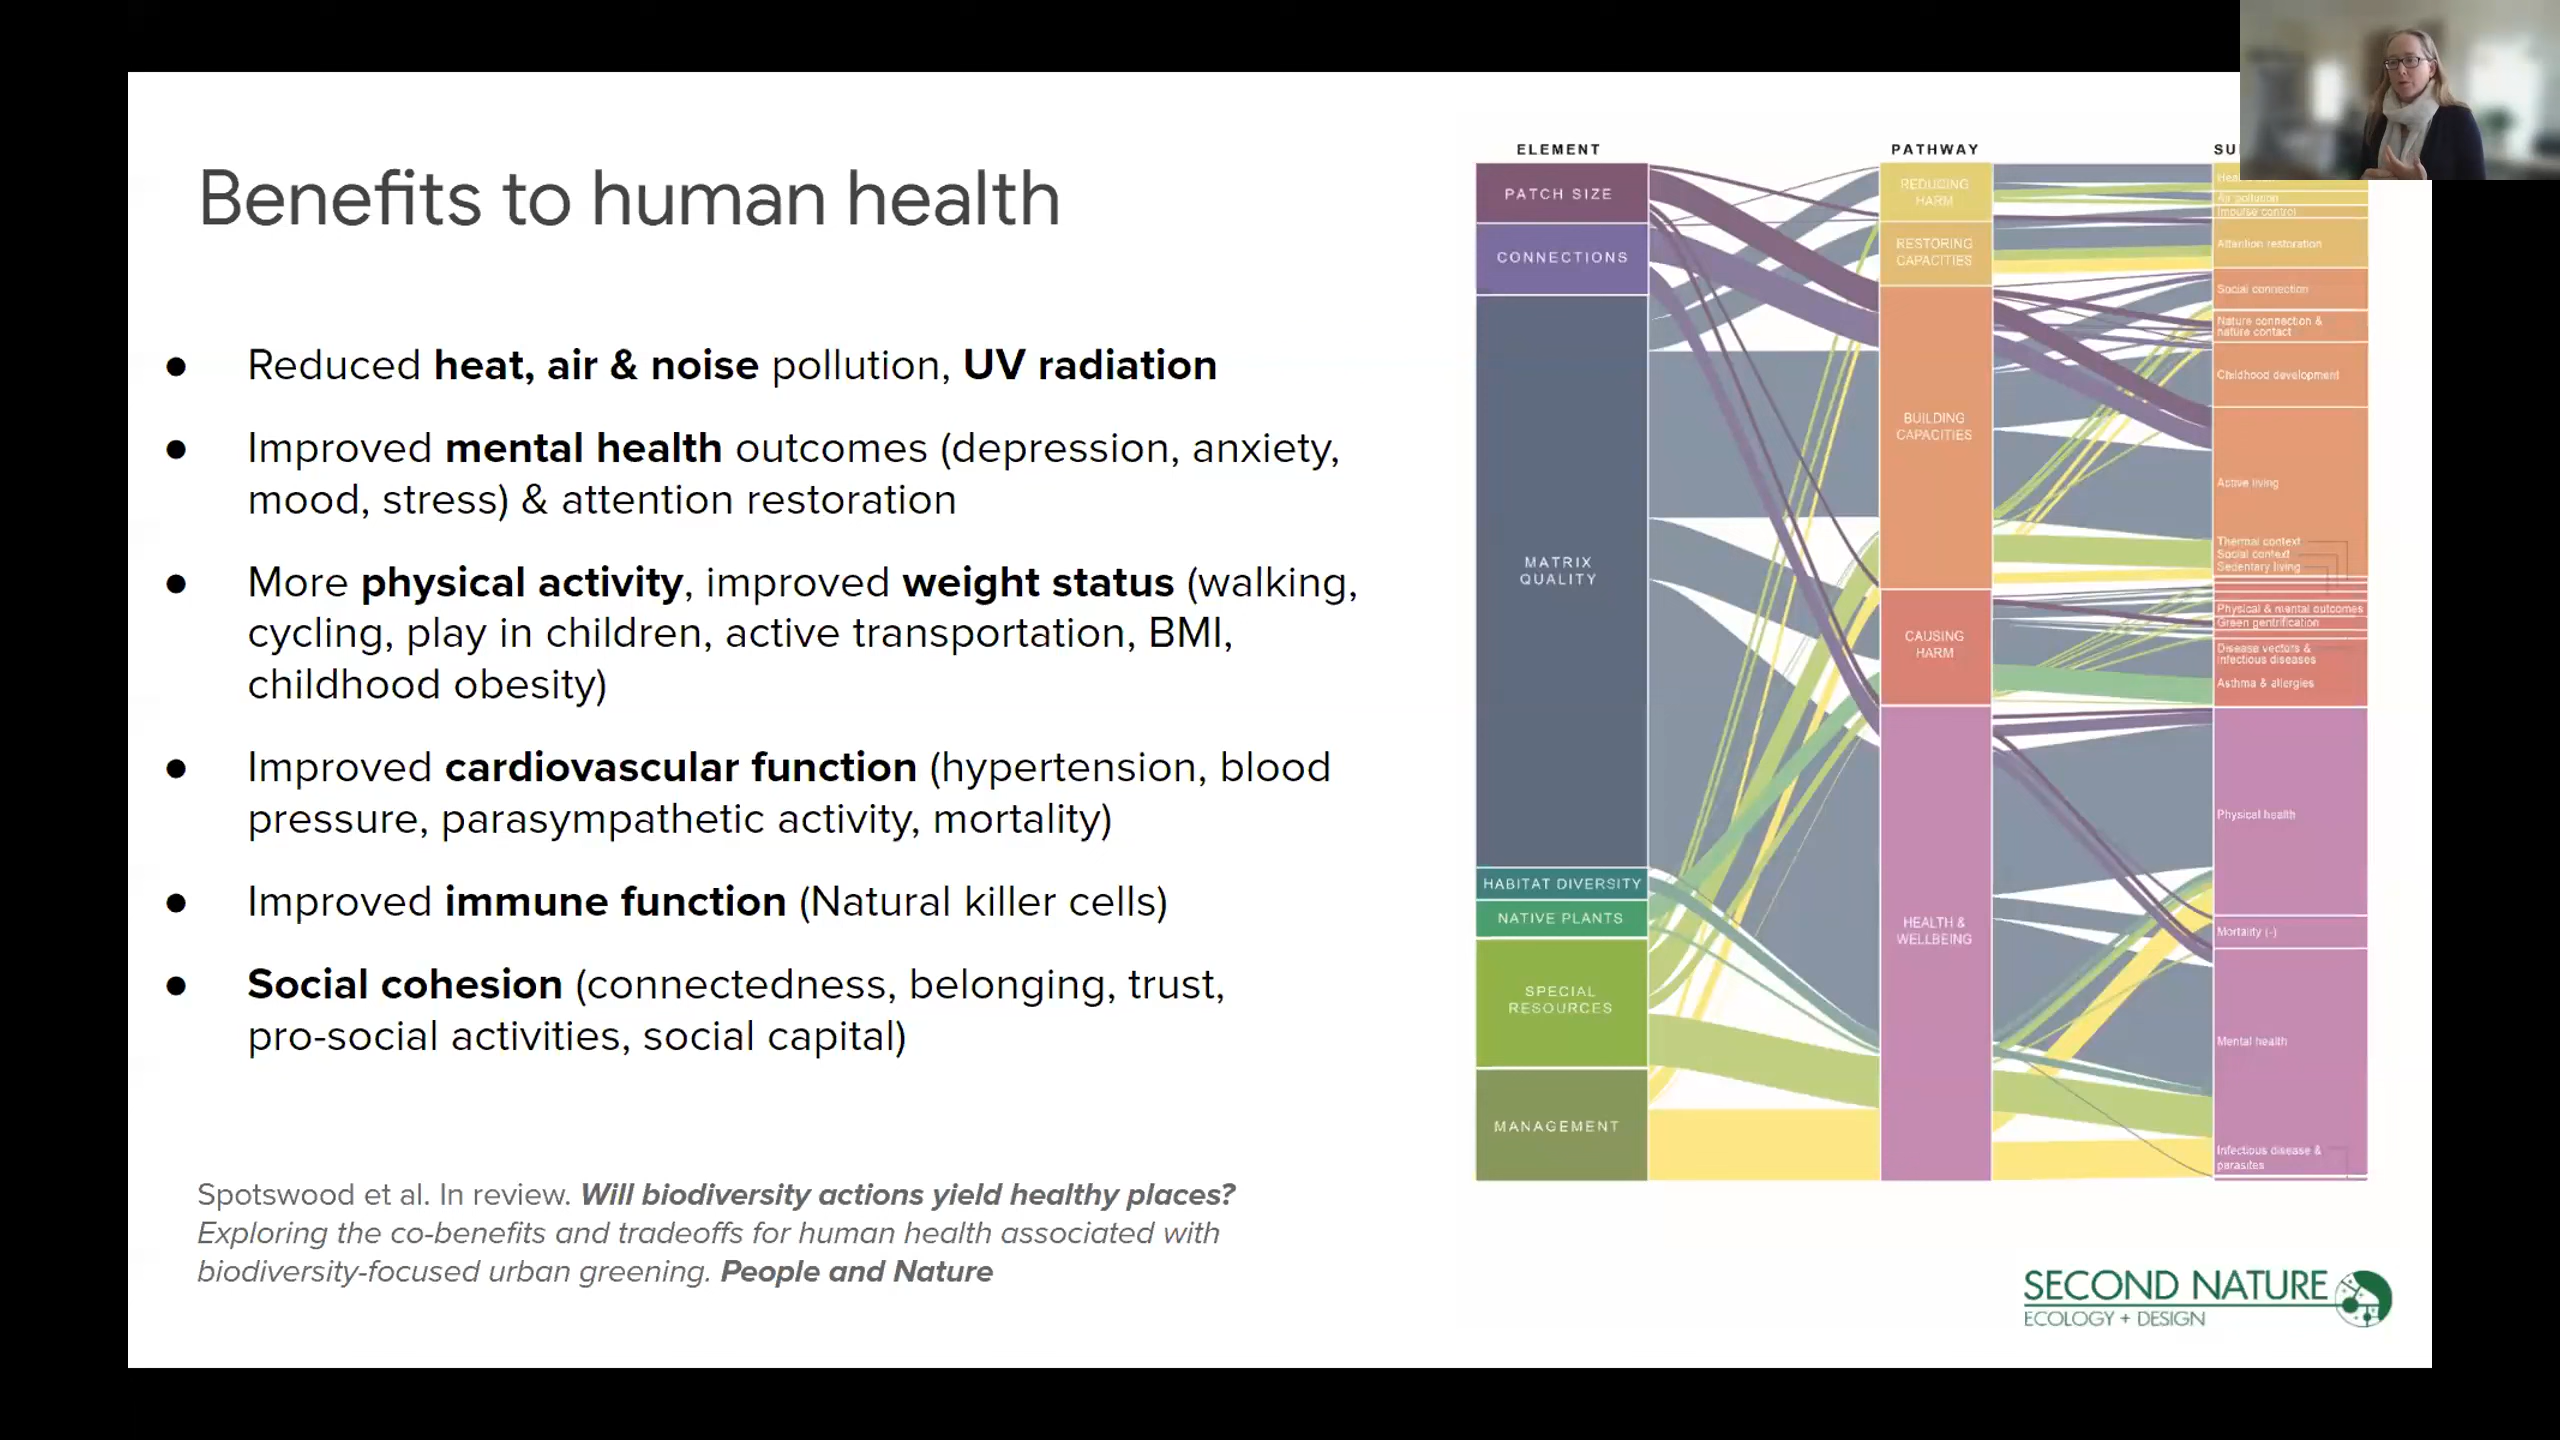 Benefits to human health
● Reduced heat, air & noise pollution, UV radiation
● Improved mental health outcomes (depression, anxiety,
mood, stress) & attention restoration
● More physical activity, improved weight status (walking,
cycling, play in children, active transportation, BMI,
childhood obesity)
● Improved cardiovascular function (hypertension, blood
pressure, parasympathetic activity, mortality)
● Improved immune function (Natural killer cells)
● Social cohesion (connectedness, belonging, trust,
pro-social activities, social capital)
Spotswood et al. In review. Will biodiversity actions yield healthy places?
Exploring the co-benefits and tradeoffs for human health associated with
biodiversity-focused urban greening. People and Nature
ELEMENT
PATCH SIZE
CONNECTIONS
MATRIX
QUALITY
HABITAT DIVERSITY
NATIVE PLANTS
SPECIAL
RESOURCES
MANAGEMENT
PATHWAY
REDUCING
HARM
RESTORING
CAPACITIES
BUILDING
CAPACITIES
CAUSING
HARM
HEALTH &
WELLBEING
Air pollution
Impulse control
Attention restoration
Social connection
Nature connection &
nature contact
Childhood development
Active living
Thermal context
Social context
Sedentary living
Physical & mental outcomes
Green gentrification
Disease vectors &
infectious diseases
Asthma & allergies
Physical health
Mortality (-)
Mental health
Infectious disease &
parasites
SECOND NATURE
ECOLOGY + DESIGN